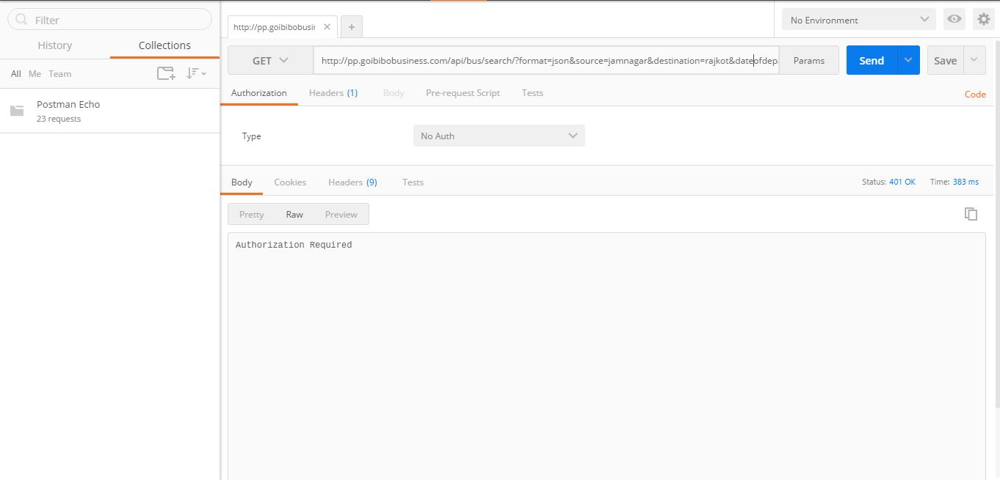 Filter
History Collections
All Me Team
Postman Echo
23 requests
http://pp.goibibobusir
No Environment
GET http://pp.goibibobusiness.com/api/bus/search/?format=json&source=jamnagar&destination=rajkot&dateofdepa Params Send Save
Authorization Headers (1) Body Pre-request Script Tests Code
Type No Auth
Body Cookies Headers (9) Tests Status: 401 OK Time: 383 ms
Pretty Raw Preview
Authorization Required